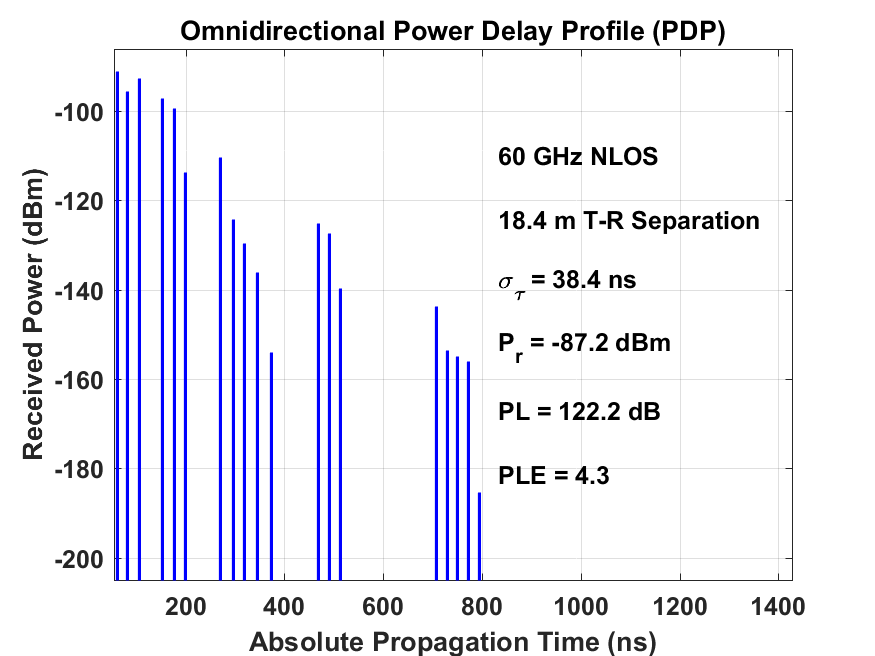 Omnidirectional Power Delay Profile (PDP)
Received Power (dBm)
-100
-120
-140
-160
-180
-200
60 GHz NLOS
18.4 m T-R Separation
σ_τ = 38.4 ns
P_r = -87.2 dBm
PL = 122.2 dB
PLE = 4.3
200 400 600 800 1000 1200 1400
Absolute Propagation Time (ns)